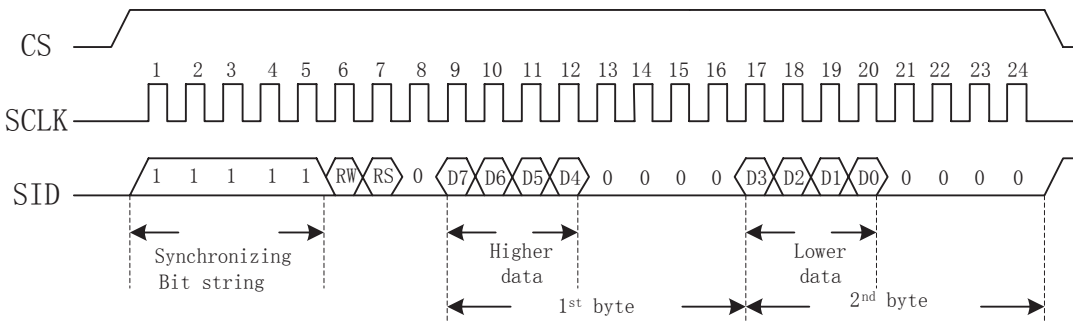 CS
1 2 3 4 5 6 7 8 9 10 11 12 13 14 15 16 17 18 19 20 21 22 23 24
SCLK
SID 1 1 1 1 1 RW RS 0 D7 D6 D5 D4 0 0 0 0 D3 D2 D1 D0 0 0 0 0
Synchronizing
Bit string
Higher
data
Lower
data
1st byte
2nd byte